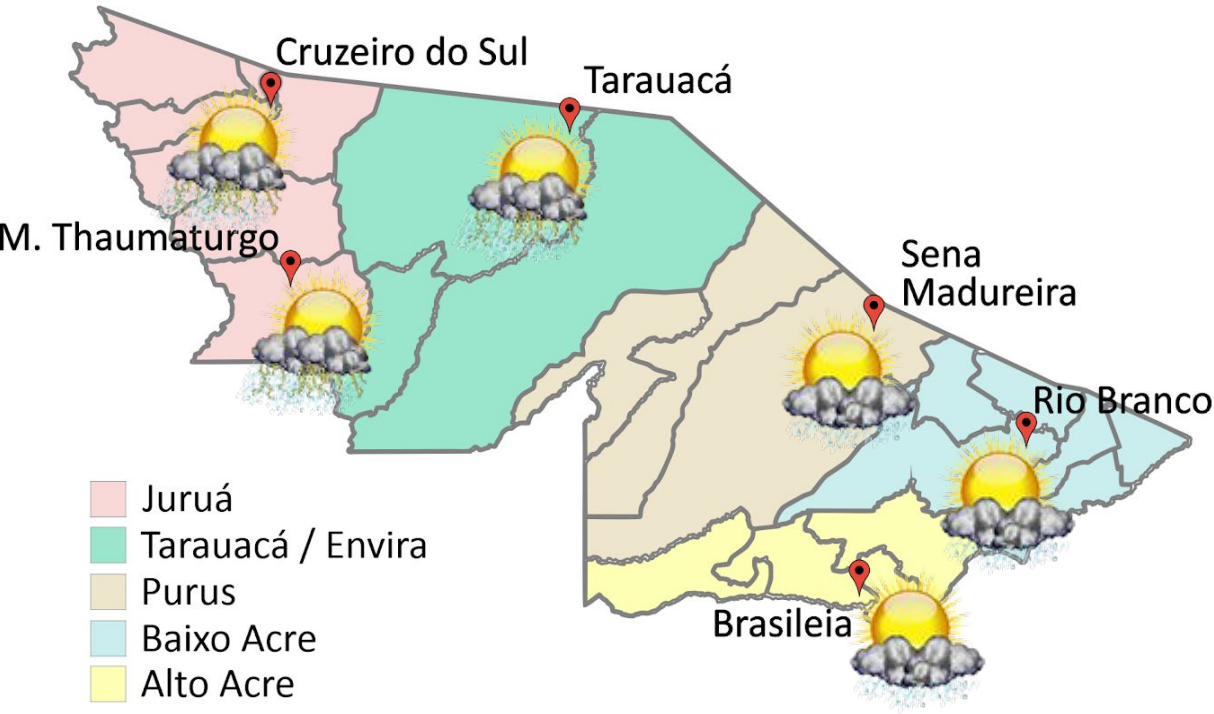 Cruzeiro do Sul
Tarauacá
M. Thaumaturgo
Sena
Madureira
Rio Branco
Brasileia
Juruá
Tarauacá / Envira
Purus
Baixo Acre
Alto Acre